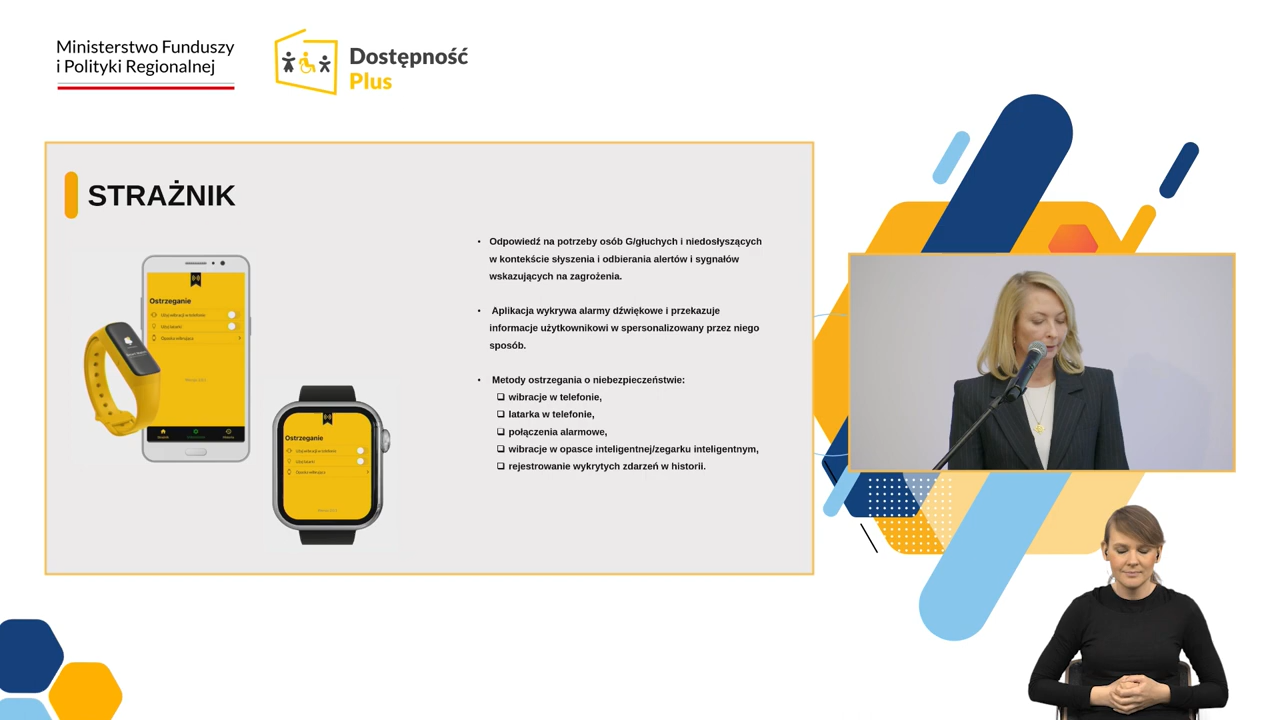 Ministerstwo Funduszy
i Polityki Regionalnej
Dostępność
Plus
STRAŻNIK
Ostrzeganie
Ostrzeganie
• Odpowiedź na potrzeby osób G/głuchych i niedosłyszących
w kontekście słyszenia i odbierania alertów i sygnałów
wskazujących na zagrożenia.
• Aplikacja wykrywa alarmy dźwiękowe i przekazuje
informacje użytkownikowi w spersonalizowany przez niego
sposób.
• Metody ostrzegania o niebezpieczeństwie:
❑ wibracje w telefonie,
❑ latarka w telefonie,
❑ połączenia alarmowe,
❑ wibracje w opasce inteligentnej/zegarku inteligentnym,
❑ rejestrowanie wykrytych zdarzeń w historii.